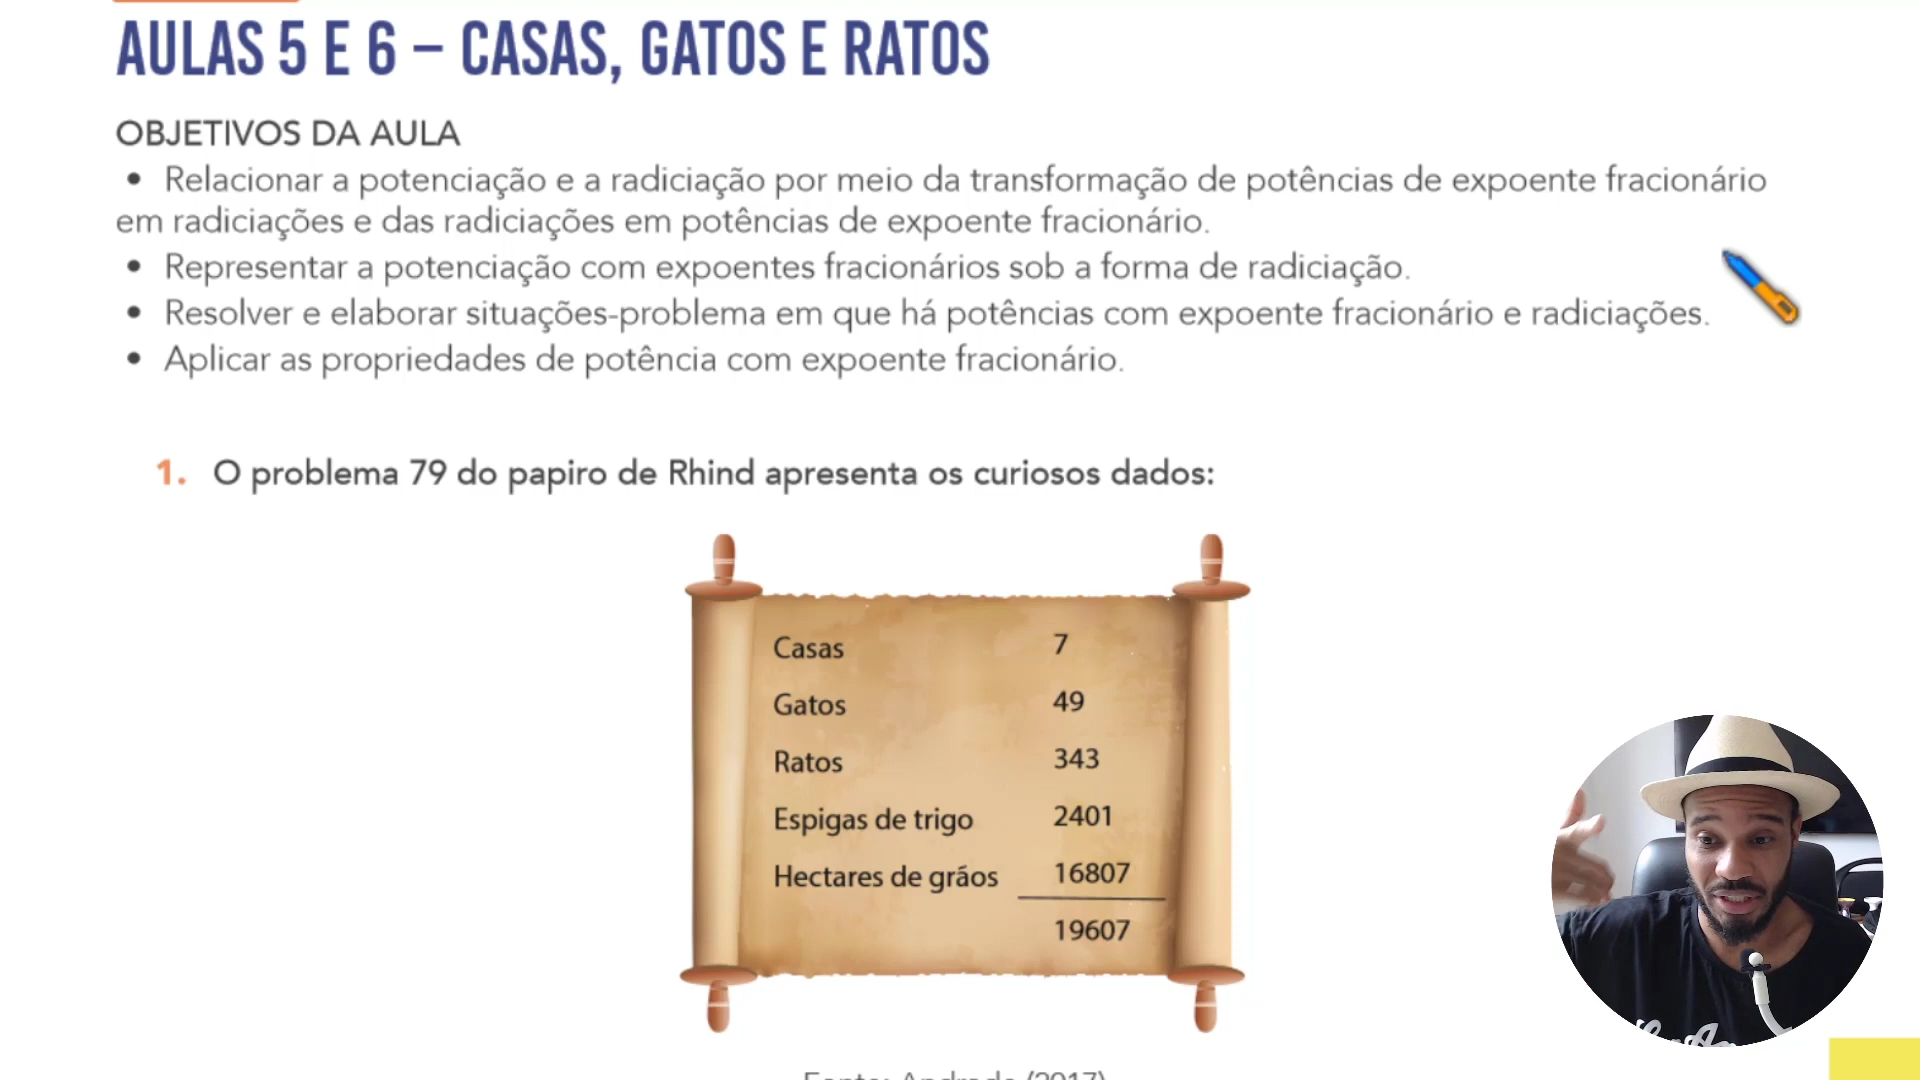 AULAS 5 E 6 – CASAS, GATOS E RATOS
OBJETIVOS DA AULA
• Relacionar a potenciação e a radiciação por meio da transformação de potências de expoente fracionário
em radiciações e das radiciações em potências de expoente fracionário.
• Representar a potenciação com expoentes fracionários sob a forma de radiciação.
• Resolver e elaborar situações-problema em que há potências com expoente fracionário e radiciações.
• Aplicar as propriedades de potência com expoente fracionário.
1. O problema 79 do papiro de Rhind apresenta os curiosos dados:
Casas 7
Gatos 49
Ratos 343
Espigas de trigo 2401
Hectares de grãos 16807
19607
Fonte: Andrade (2017)